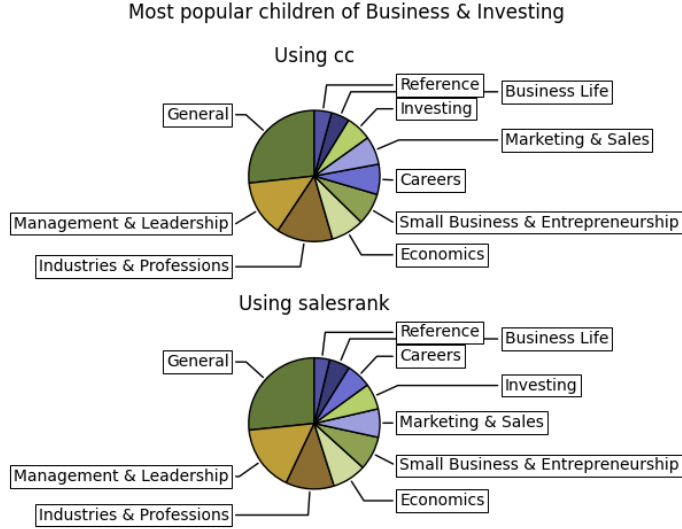 Most popular children of Business & Investing
Using cc
Reference
Business Life
General
Investing
Marketing & Sales
Careers
Management & Leadership
Small Business & Entrepreneurship
Industries & Professions
Economics
Using salesrank
Reference
Business Life
General
Careers
Investing
Marketing & Sales
Management & Leadership
Small Business & Entrepreneurship
Industries & Professions
Economics